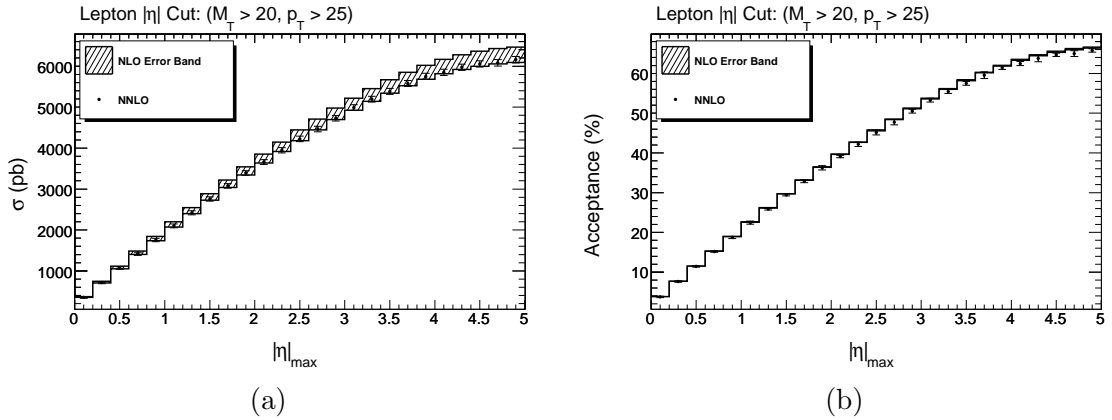 Lepton |η| Cut: (M_T > 20, p_T > 25)
NLO Error Band
NNLO
σ (pb)
6000
5000
4000
3000
2000
1000
0 0.5 1 1.5 2 2.5 3 3.5 4 4.5 5
|η|_max
(a)
Lepton |η| Cut: (M_T > 20, p_T > 25)
NLO Error Band
NNLO
Acceptance (%)
60
50
40
30
20
10
0 0.5 1 1.5 2 2.5 3 3.5 4 4.5 5
|η|_max
(b)